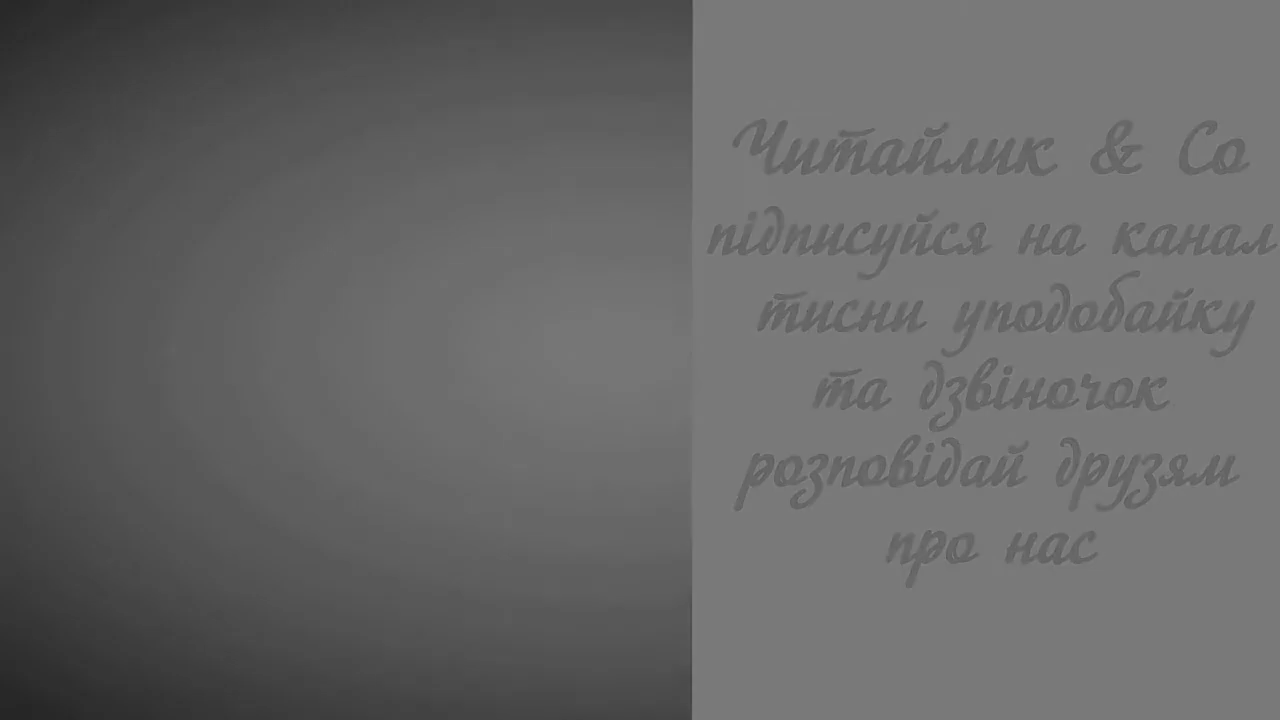 Читайлик & Co
підписуйся на канал
тисни уподобайку
та дзвіночок
розповідай друзям
про нас